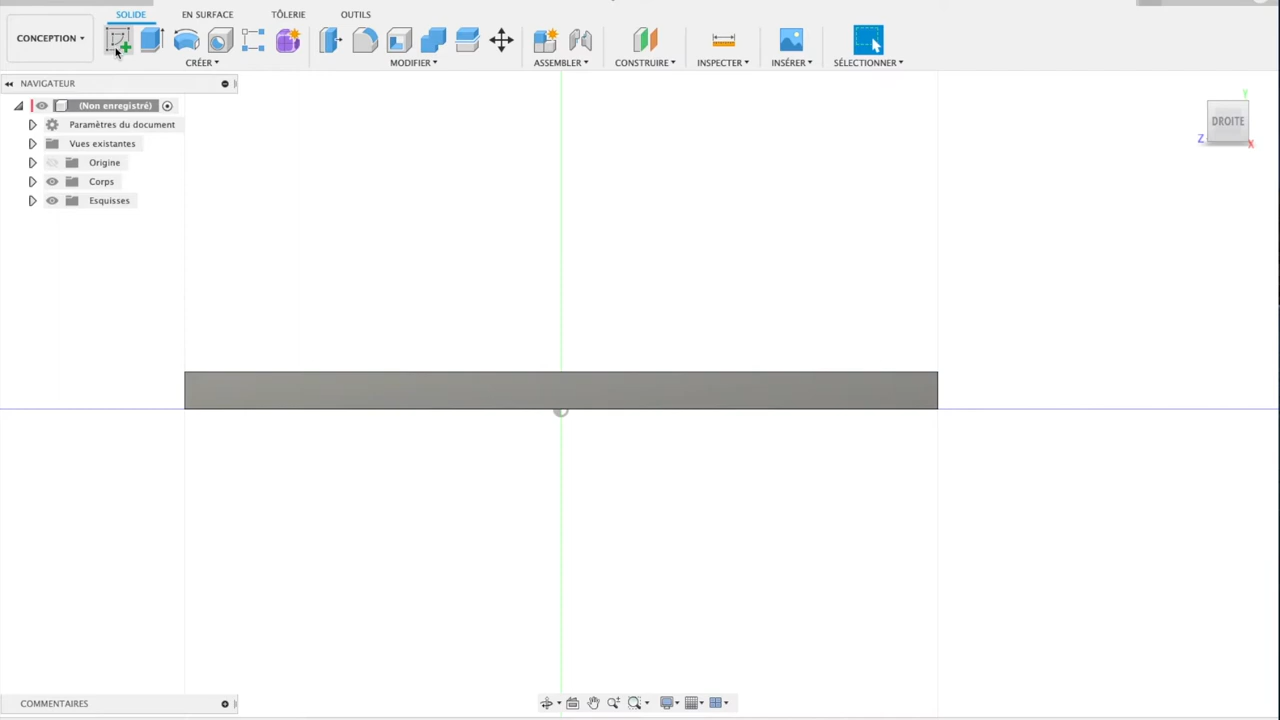 SOLIDE EN SURFACE TÔLERIE OUTILS
CONCEPTION
CRÉER MODIFIER ASSEMBLER CONSTRUIRE INSPECTER INSÉRER SÉLECTIONNER
NAVIGATEUR
(Non enregistré)
Paramètres du document
Vues existantes
Origine
Corps
Esquisses
Y
DROITE
Z
X
COMMENTAIRES